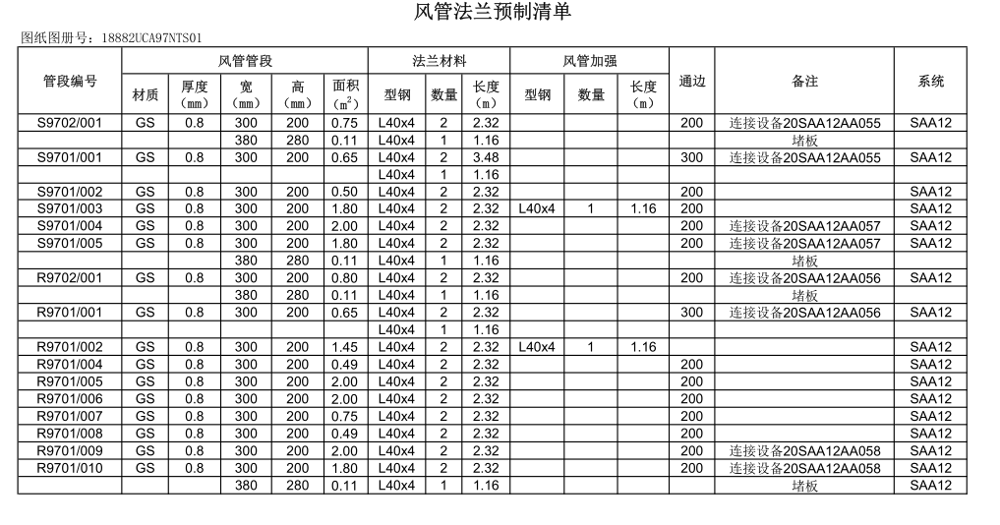 风管法兰预制清单
图纸图册号：18882UCA97NTS01
管段编号 风管管段 法兰材料 风管加强 通边 备注 系统
材质 厚度（mm） 宽（mm） 高（mm） 面积（m²） 型钢 数量 长度（m） 型钢 数量 长度（m）
S9702/001 GS 0.8 300 200 0.75 L40x4 2 2.32 200 连接设备20SAA12AA055 SAA12
380 280 0.11 L40x4 1 1.16 堵板
S9701/001 GS 0.8 300 200 0.65 L40x4 2 3.48 300 连接设备20SAA12AA055 SAA12
L40x4 1 1.16
S9701/002 GS 0.8 300 200 0.50 L40x4 2 2.32 200 SAA12
S9701/003 GS 0.8 300 200 1.80 L40x4 2 2.32 L40x4 1 1.16 200 SAA12
S9701/004 GS 0.8 300 200 2.00 L40x4 2 2.32 200 连接设备20SAA12AA057 SAA12
S9701/005 GS 0.8 300 200 1.80 L40x4 2 2.32 200 连接设备20SAA12AA057 SAA12
380 280 0.11 L40x4 1 1.16 堵板
R9702/001 GS 0.8 300 200 0.80 L40x4 2 2.32 200 连接设备20SAA12AA056 SAA12
380 280 0.11 L40x4 1 1.16 堵板
R9701/001 GS 0.8 300 200 0.65 L40x4 2 2.32 300 连接设备20SAA12AA056 SAA12
L40x4 1 1.16
R9701/002 GS 0.8 300 200 1.45 L40x4 2 2.32 L40x4 1 1.16 SAA12
R9701/004 GS 0.8 300 200 0.49 L40x4 2 2.32 200 SAA12
R9701/005 GS 0.8 300 200 2.00 L40x4 2 2.32 200 SAA12
R9701/006 GS 0.8 300 200 2.00 L40x4 2 2.32 200 SAA12
R9701/007 GS 0.8 300 200 0.75 L40x4 2 2.32 200 SAA12
R9701/008 GS 0.8 300 200 0.49 L40x4 2 2.32 200 SAA12
R9701/009 GS 0.8 300 200 2.00 L40x4 2 2.32 200 连接设备20SAA12AA058 SAA12
R9701/010 GS 0.8 300 200 1.80 L40x4 2 2.32 200 连接设备20SAA12AA058 SAA12
380 280 0.11 L40x4 1 1.16 堵板 SAA12